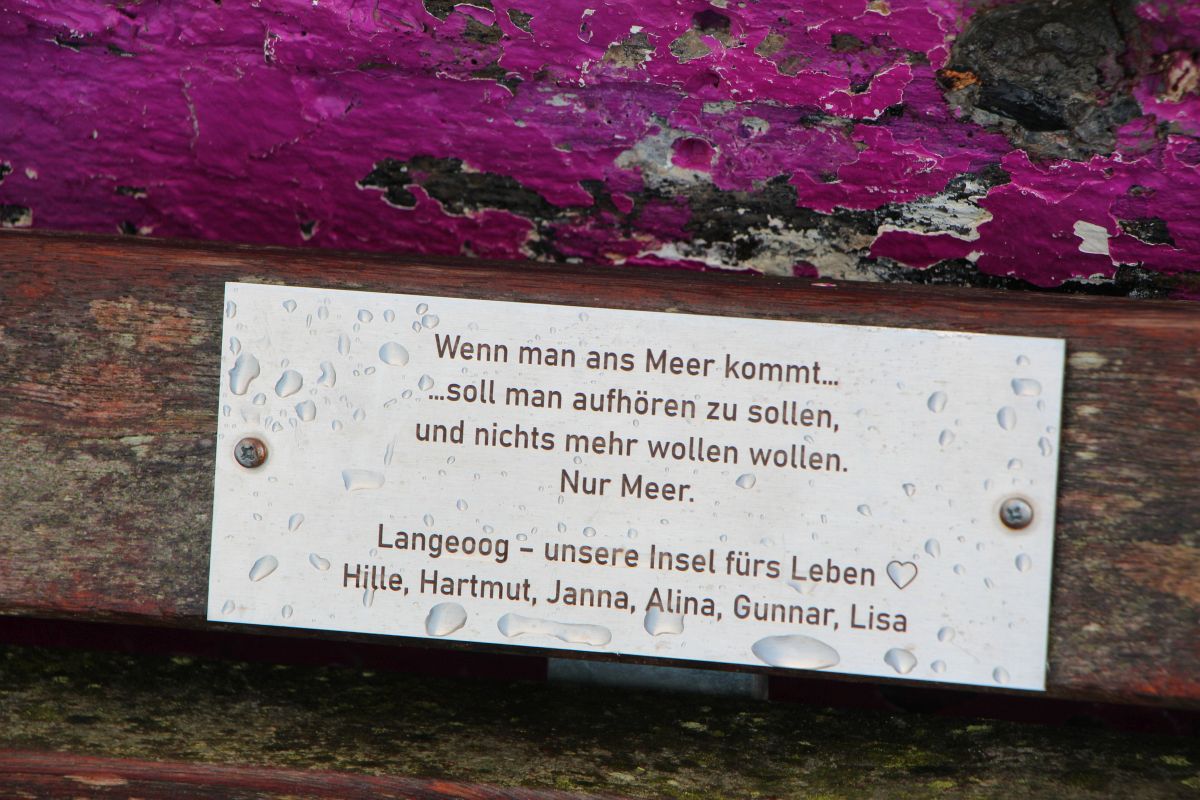 Wenn man ans Meer kommt...
...soll man aufhören zu sollen,
und nichts mehr wollen wollen.
Nur Meer.
Langeoog – unsere Insel fürs Leben ♡
Hille, Hartmut, Janna, Alina, Gunnar, Lisa